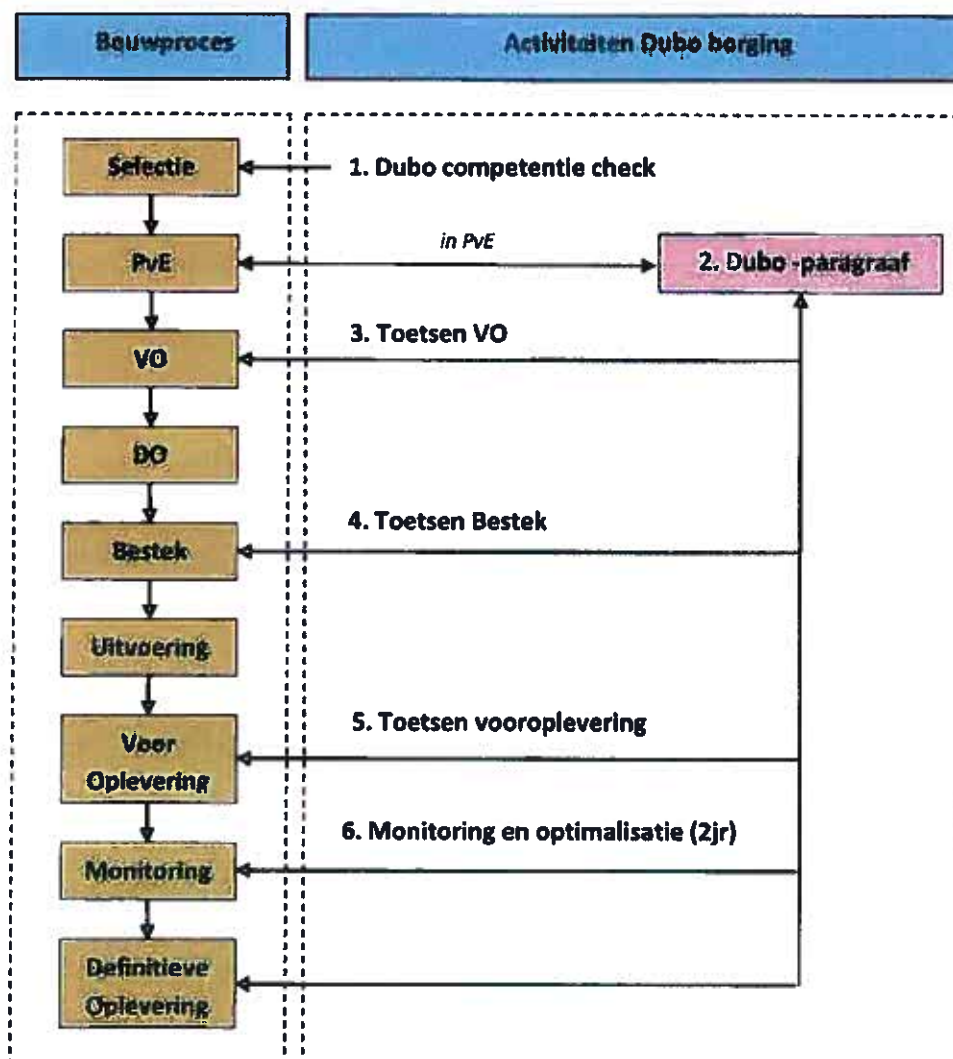 Bouwproces
Activiteiten Dubo borging
Selectie
1. Dubo competentie check
PvE
in PvE
2. Dubo -paragraaf
3. Toetsen VO
VO
DO
4. Toetsen Bestek
Bestek
Uitvoering
5. Toetsen vooroplevering
Voor
Oplevering
6. Monitoring en optimalisatie (2jr)
Monitoring
Definitieve
Oplevering